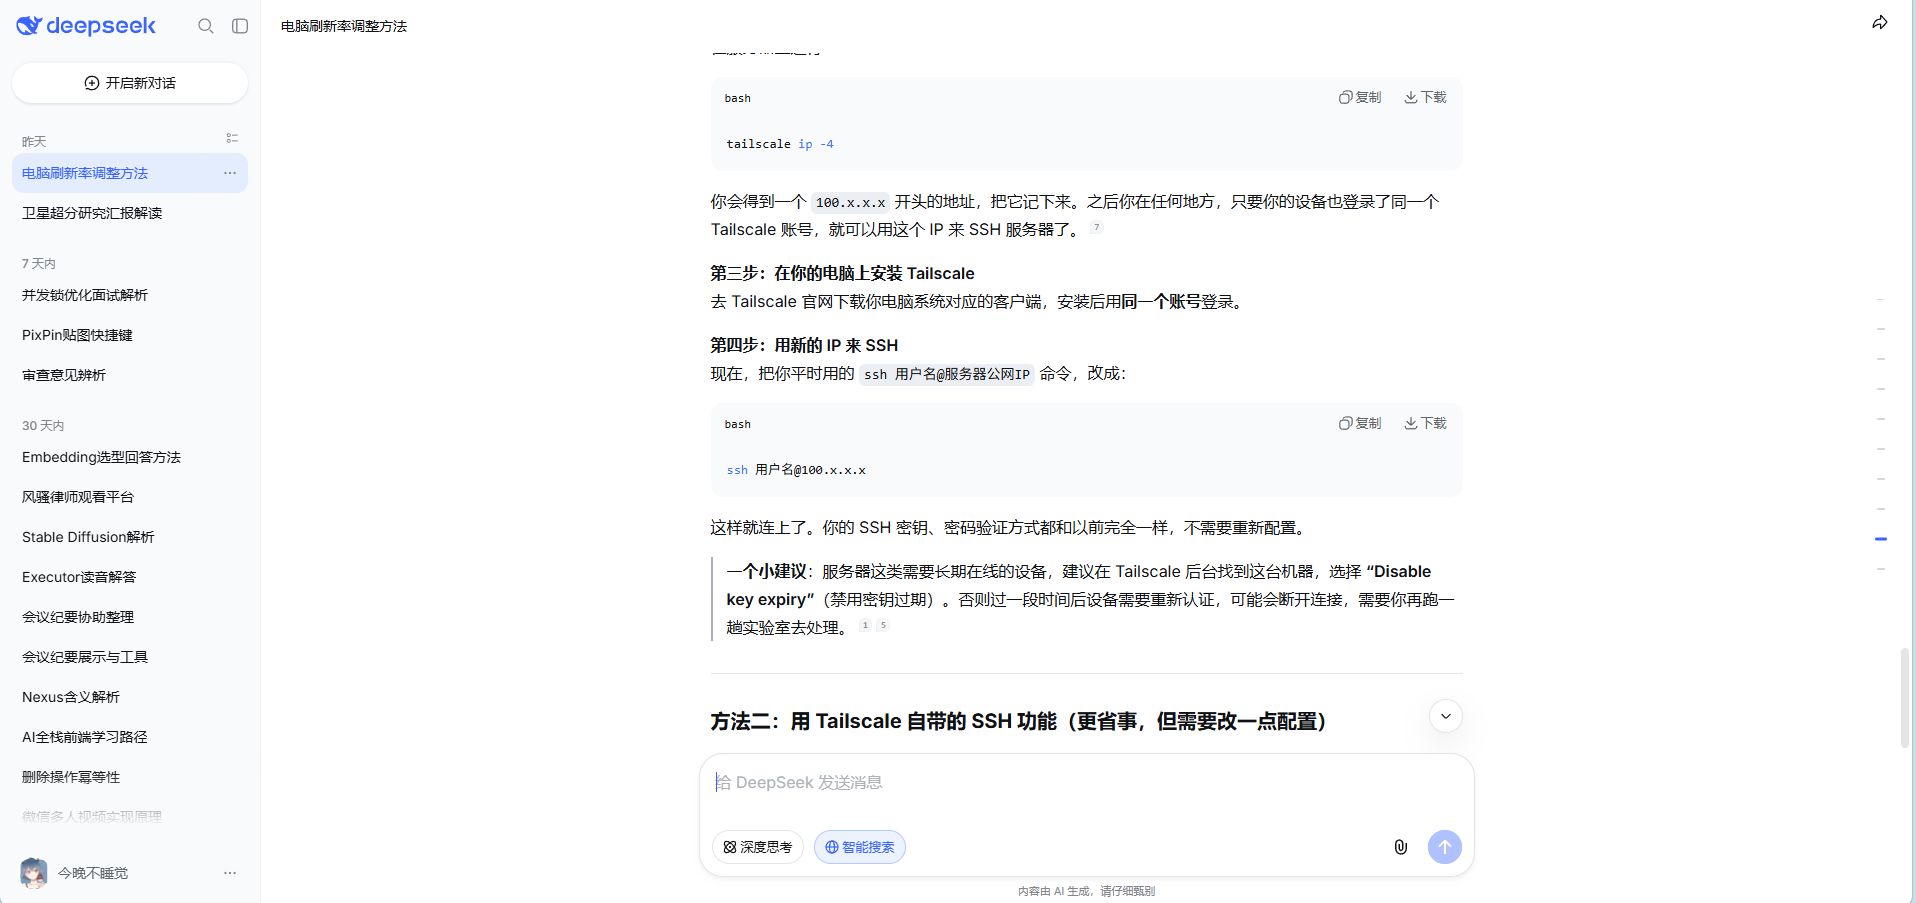 deepseek
开启新对话
昨天
电脑刷新率调整方法
卫星超分研究汇报解读
7 天内
并发锁优化面试解析
PixPin贴图快捷键
审查意见辨析
30 天内
Embedding选型回答方法
风骚律师观看平台
Stable Diffusion解析
Executor读音解答
会议纪要协助整理
会议纪要展示与工具
Nexus含义解析
AI全栈前端学习路径
删除操作幂等性
微信多人视频实现原理
今晚不睡觉
电脑刷新率调整方法
bash
复制
下载
tailscale ip -4
你会得到一个 100.x.x.x 开头的地址，把它记下来。之后你在任何地方，只要你的设备也登录了同一个
Tailscale 账号，就可以用这个 IP 来 SSH 服务器了。 7
第三步：在你的电脑上安装 Tailscale
去 Tailscale 官网下载你电脑系统对应的客户端，安装后用同一个账号登录。
第四步：用新的 IP 来 SSH
现在，把你平时用的 ssh 用户名@服务器公网IP 命令，改成：
bash
复制
下载
ssh 用户名@100.x.x.x
这样就连上了。你的 SSH 密钥、密码验证方式都和以前完全一样，不需要重新配置。
一个小建议：服务器这类需要长期在线的设备，建议在 Tailscale 后台找到这台机器，选择 “Disable
key expiry”（禁用密钥过期）。否则过一段时间后设备需要重新认证，可能会断开连接，需要你再跑一
趟实验室去处理。 1 5
方法二：用 Tailscale 自带的 SSH 功能（更省事，但需要改一点配置）
给 DeepSeek 发送消息
深度思考
智能搜索
内容由 AI 生成，请仔细甄别